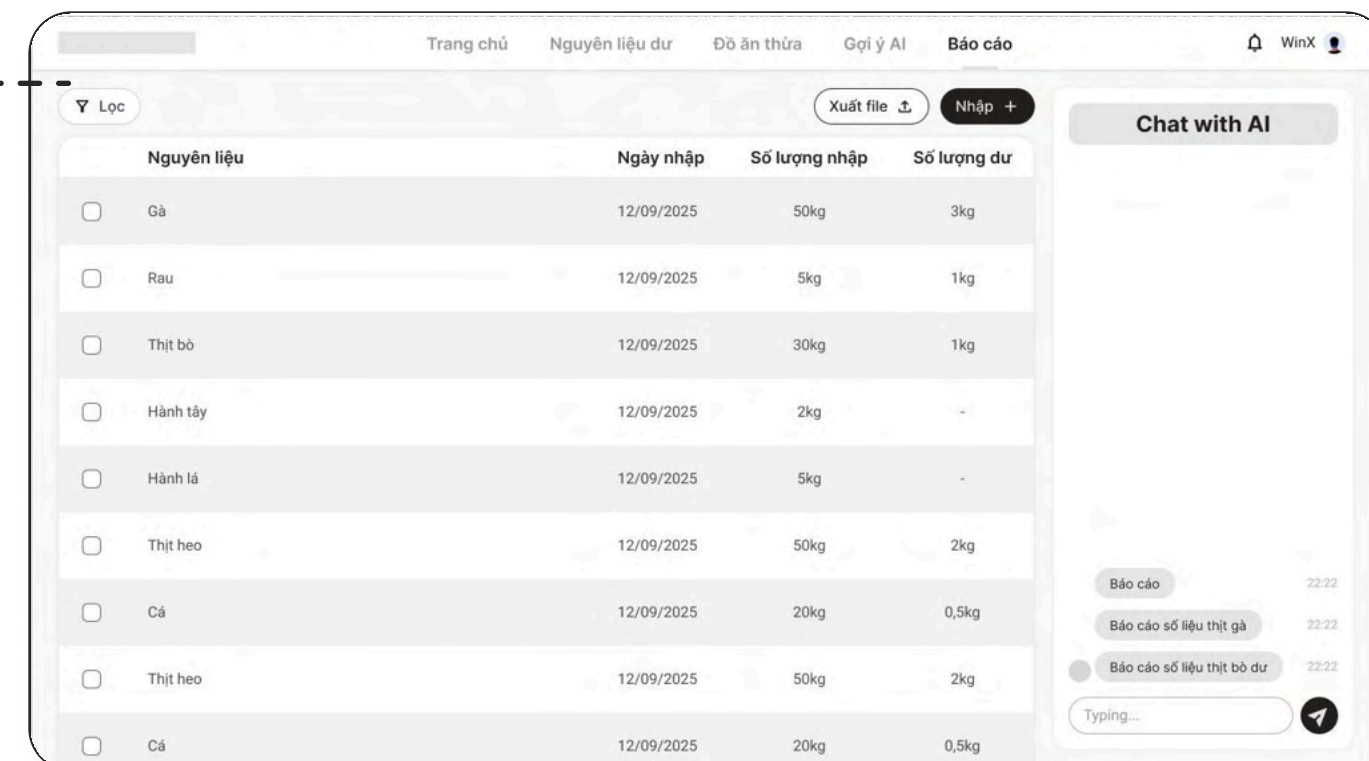 Trang chủ Nguyên liệu dư Đồ ăn thừa Gợi ý AI Báo cáo WinX
Lọc Xuất file Nhập +
Nguyên liệu Ngày nhập Số lượng nhập Số lượng dư
Gà 12/09/2025 50kg 3kg
Rau 12/09/2025 5kg 1kg
Thịt bò 12/09/2025 30kg 1kg
Hành tây 12/09/2025 2kg -
Hành lá 12/09/2025 5kg -
Thịt heo 12/09/2025 50kg 2kg
Cá 12/09/2025 20kg 0,5kg
Thịt heo 12/09/2025 50kg 2kg
Cá 12/09/2025 20kg 0,5kg
Chat with AI
Báo cáo 22:22
Báo cáo số liệu thịt gà 22:22
Báo cáo số liệu thịt bò dư 22:22
Typing...